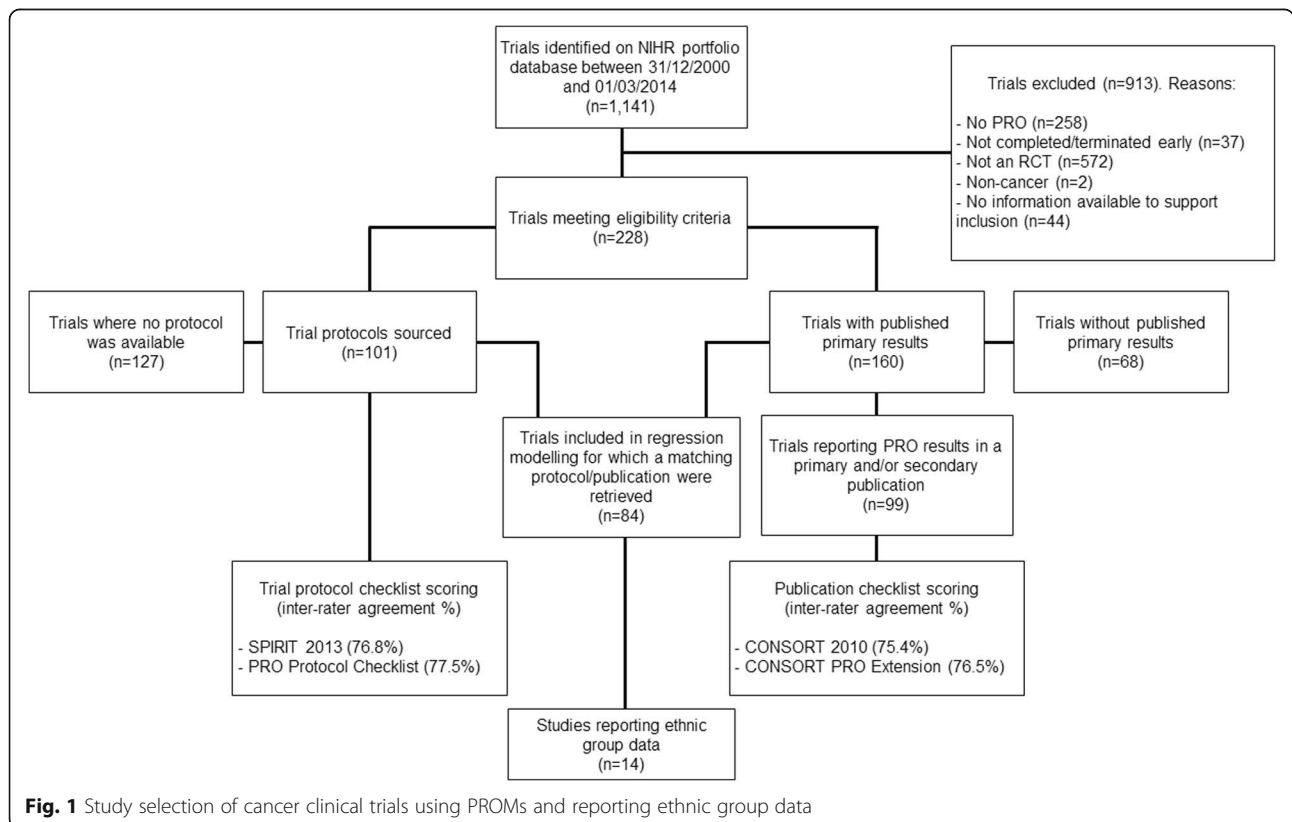 Trials identified on NIHR portfolio
database between 31/12/2000
and 01/03/2014
(n=1,141)
Trials excluded (n=913). Reasons:
- No PRO (n=258)
- Not completed/terminated early (n=37)
- Not an RCT (n=572)
- Non-cancer (n=2)
- No information available to support
inclusion (n=44)
Trials meeting eligibility criteria
(n=228)
Trials where no protocol
was available
(n=127)
Trial protocols sourced
(n=101)
Trials with published
primary results
(n=160)
Trials without published
primary results
(n=68)
Trials included in regression
modelling for which a matching
protocol/publication were
retrieved
(n=84)
Trials reporting PRO results in a
primary and/or secondary
publication
(n=99)
Trial protocol checklist scoring
(inter-rater agreement %)
- SPIRIT 2013 (76.8%)
- PRO Protocol Checklist (77.5%)
Publication checklist scoring
(inter-rater agreement %)
- CONSORT 2010 (75.4%)
- CONSORT PRO Extension (76.5%)
Studies reporting ethnic
group data
(n=14)
Fig. 1 Study selection of cancer clinical trials using PROMs and reporting ethnic group data